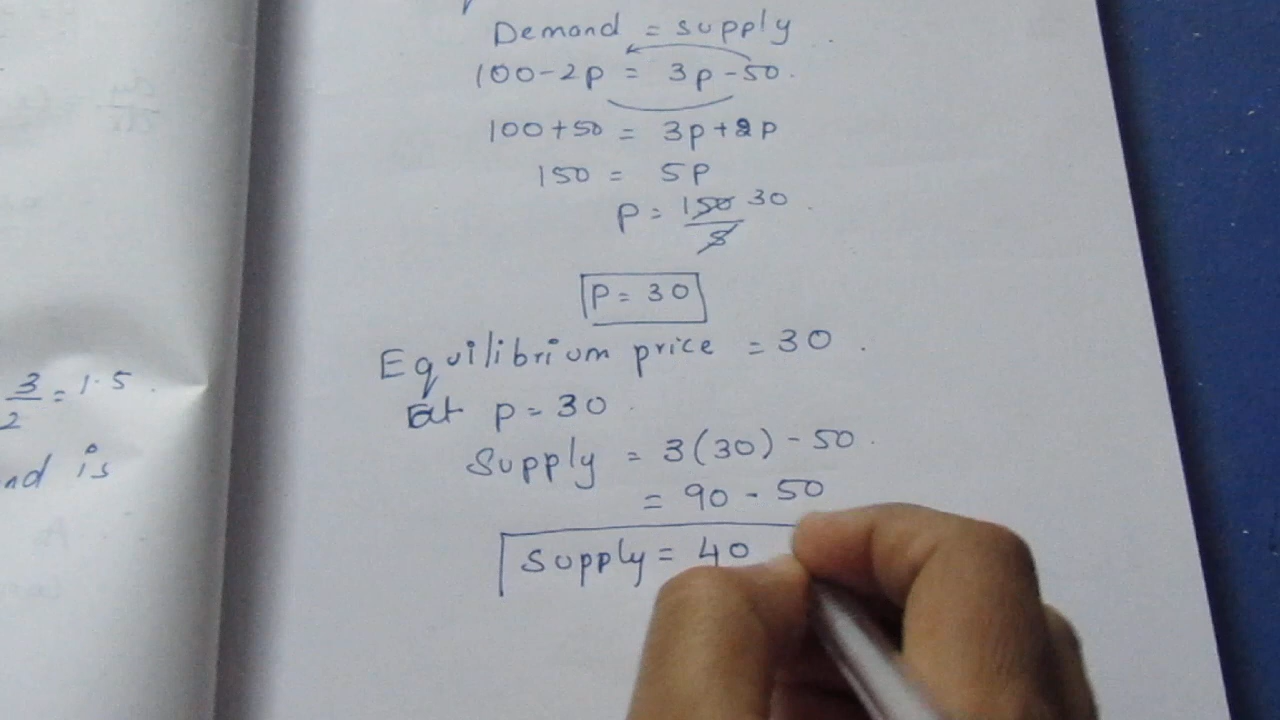 Demand = supply
100-2p = 3p-50.
100+50 = 3p+2p
150 = 5P
P = 150 30
5
P = 30
Equilibrium price = 30.
at p=30
Supply = 3(30) - 50.
= 90 - 50
Supply = 40
3 = 1.5.
2
is